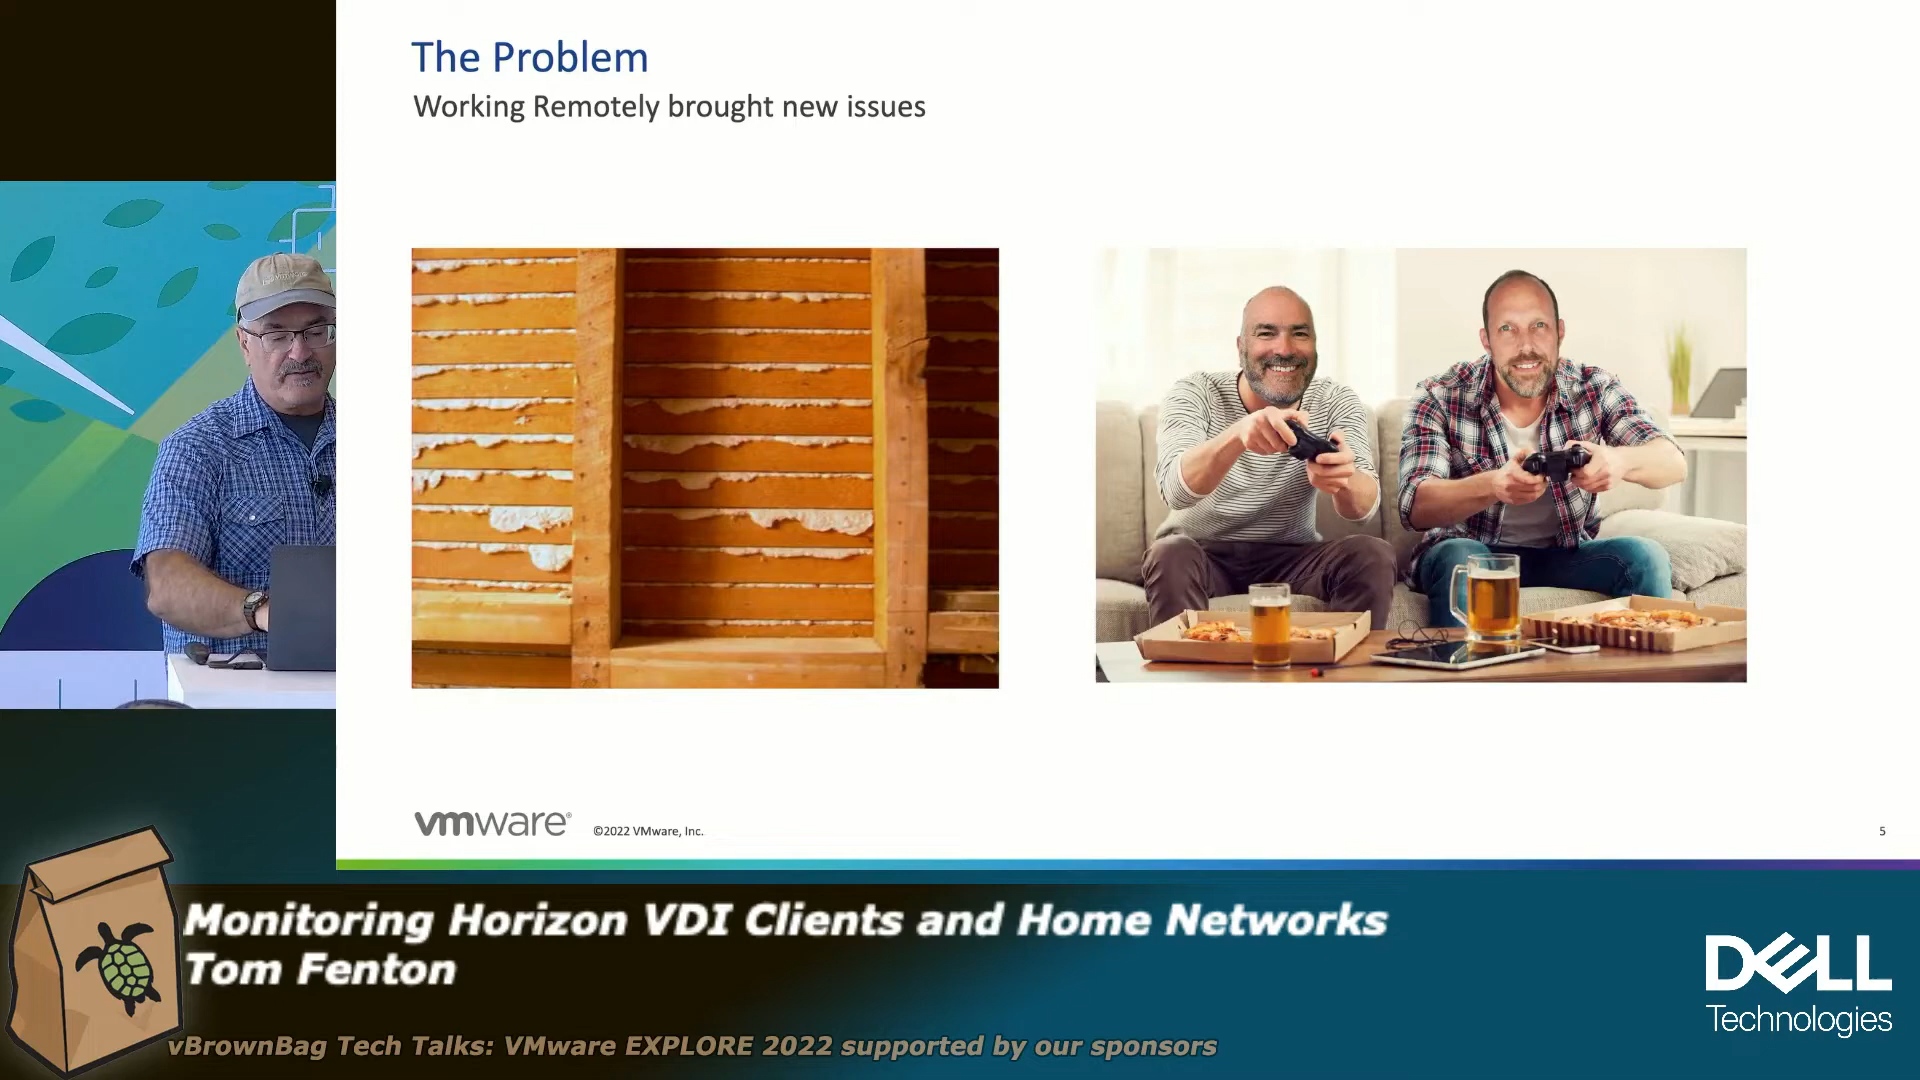 The Problem
Working Remotely brought new issues
vmware®
©2022 VMware, Inc.
5
Monitoring Horizon VDI Clients and Home Networks
Tom Fenton
vBrownBag Tech Talks: VMware EXPLORE 2022 supported by our sponsors
DELL
Technologies